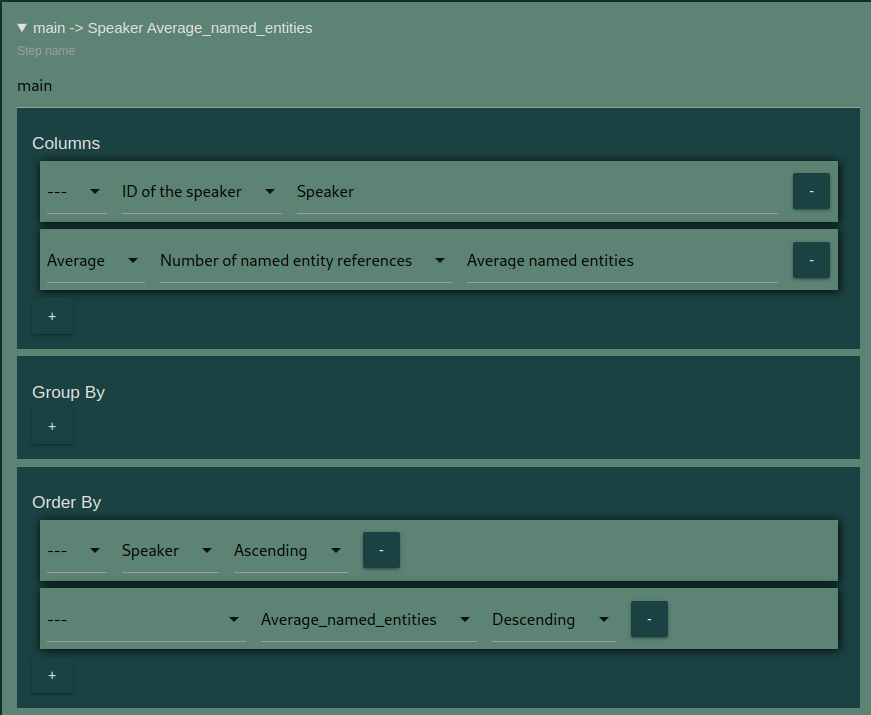 ▼ main -> Speaker Average_named_entities
Step name
main
Columns
--- ID of the speaker Speaker -
Average Number of named entity references Average named entities -
+
Group By
+
Order By
--- Speaker Ascending -
--- Average_named_entities Descending -
+